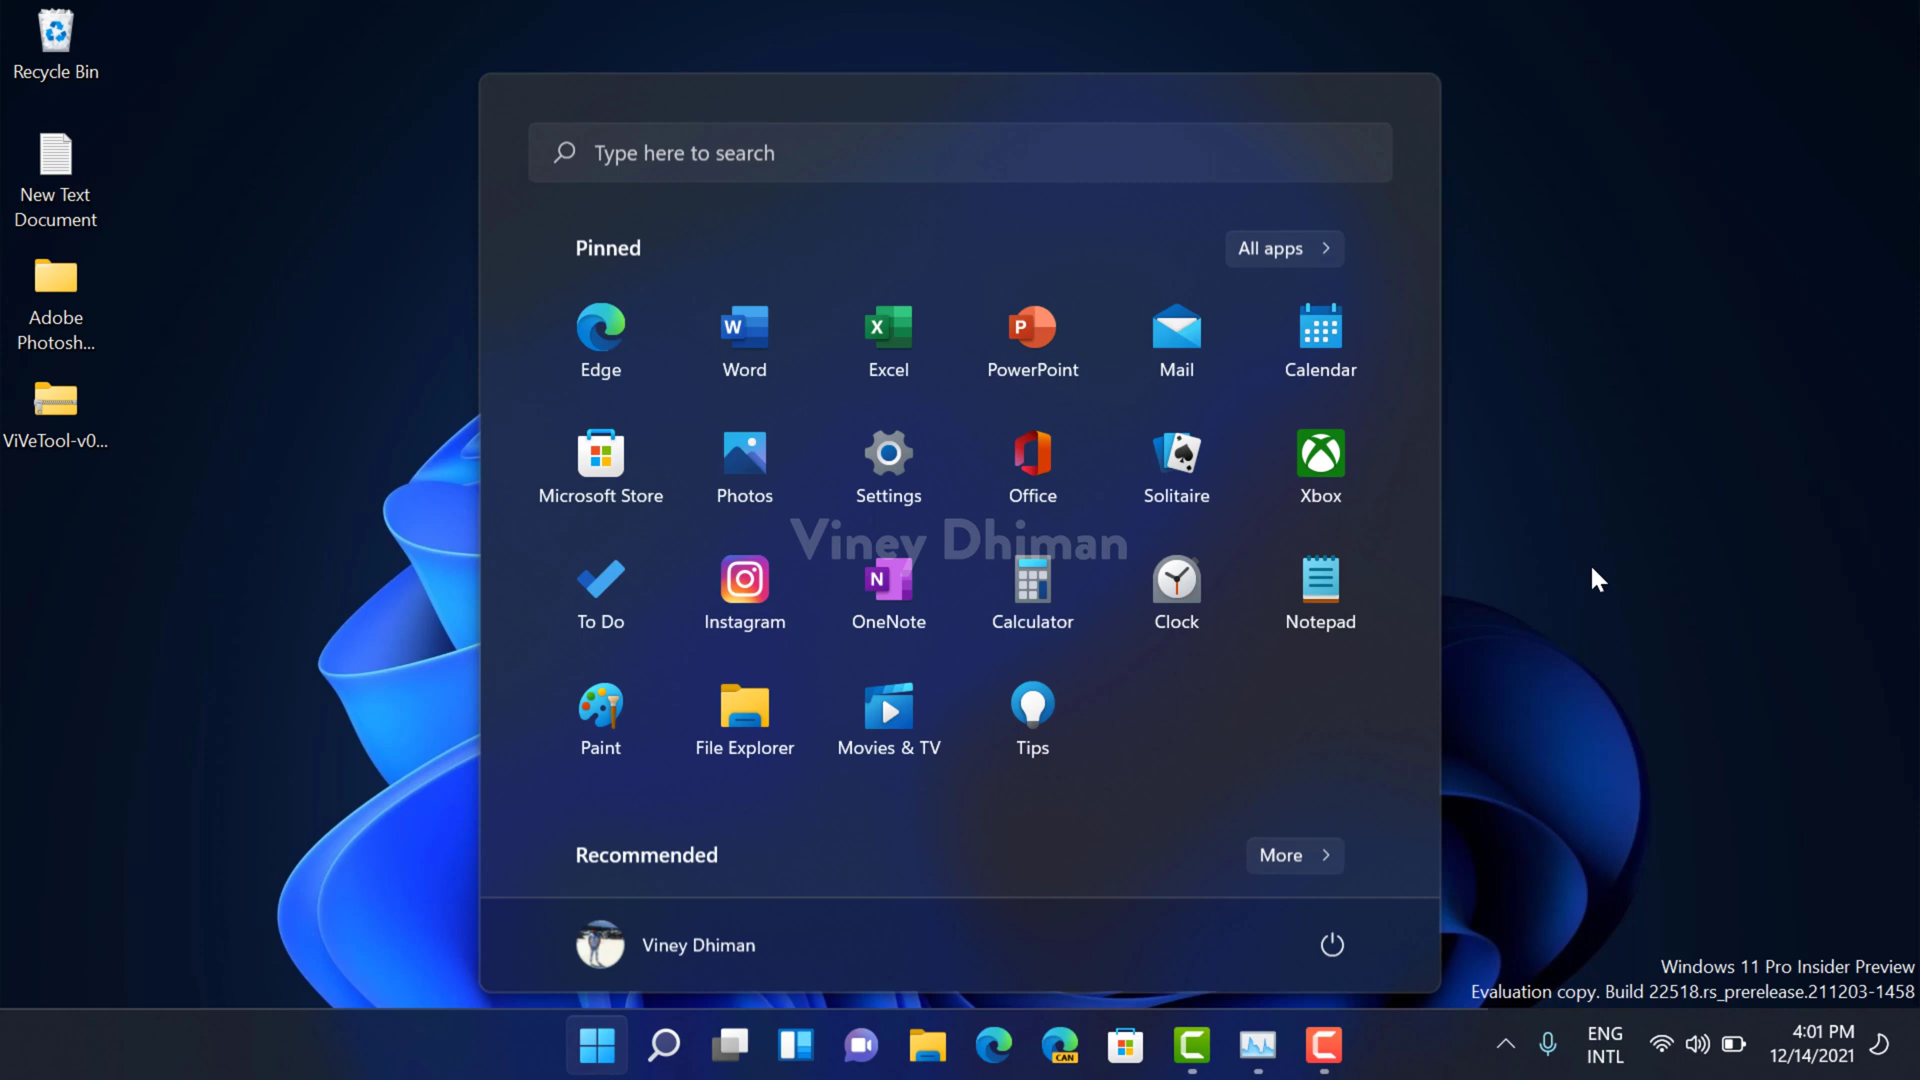 Recycle Bin
New Text
Document
Adobe
Photosh...
ViVeTool-v0...
Type here to search
Pinned
All apps
Edge
Word
Excel
PowerPoint
Mail
Calendar
Microsoft Store
Photos
Settings
Office
Solitaire
Xbox
Viney Dhiman
To Do
Instagram
OneNote
Calculator
Clock
Notepad
Paint
File Explorer
Movies & TV
Tips
Recommended
More
Viney Dhiman
Windows 11 Pro Insider Preview
Evaluation copy. Build 22518.rs_prerelease.211203-1458
CAN
ENG
INTL
4:01 PM
12/14/2021